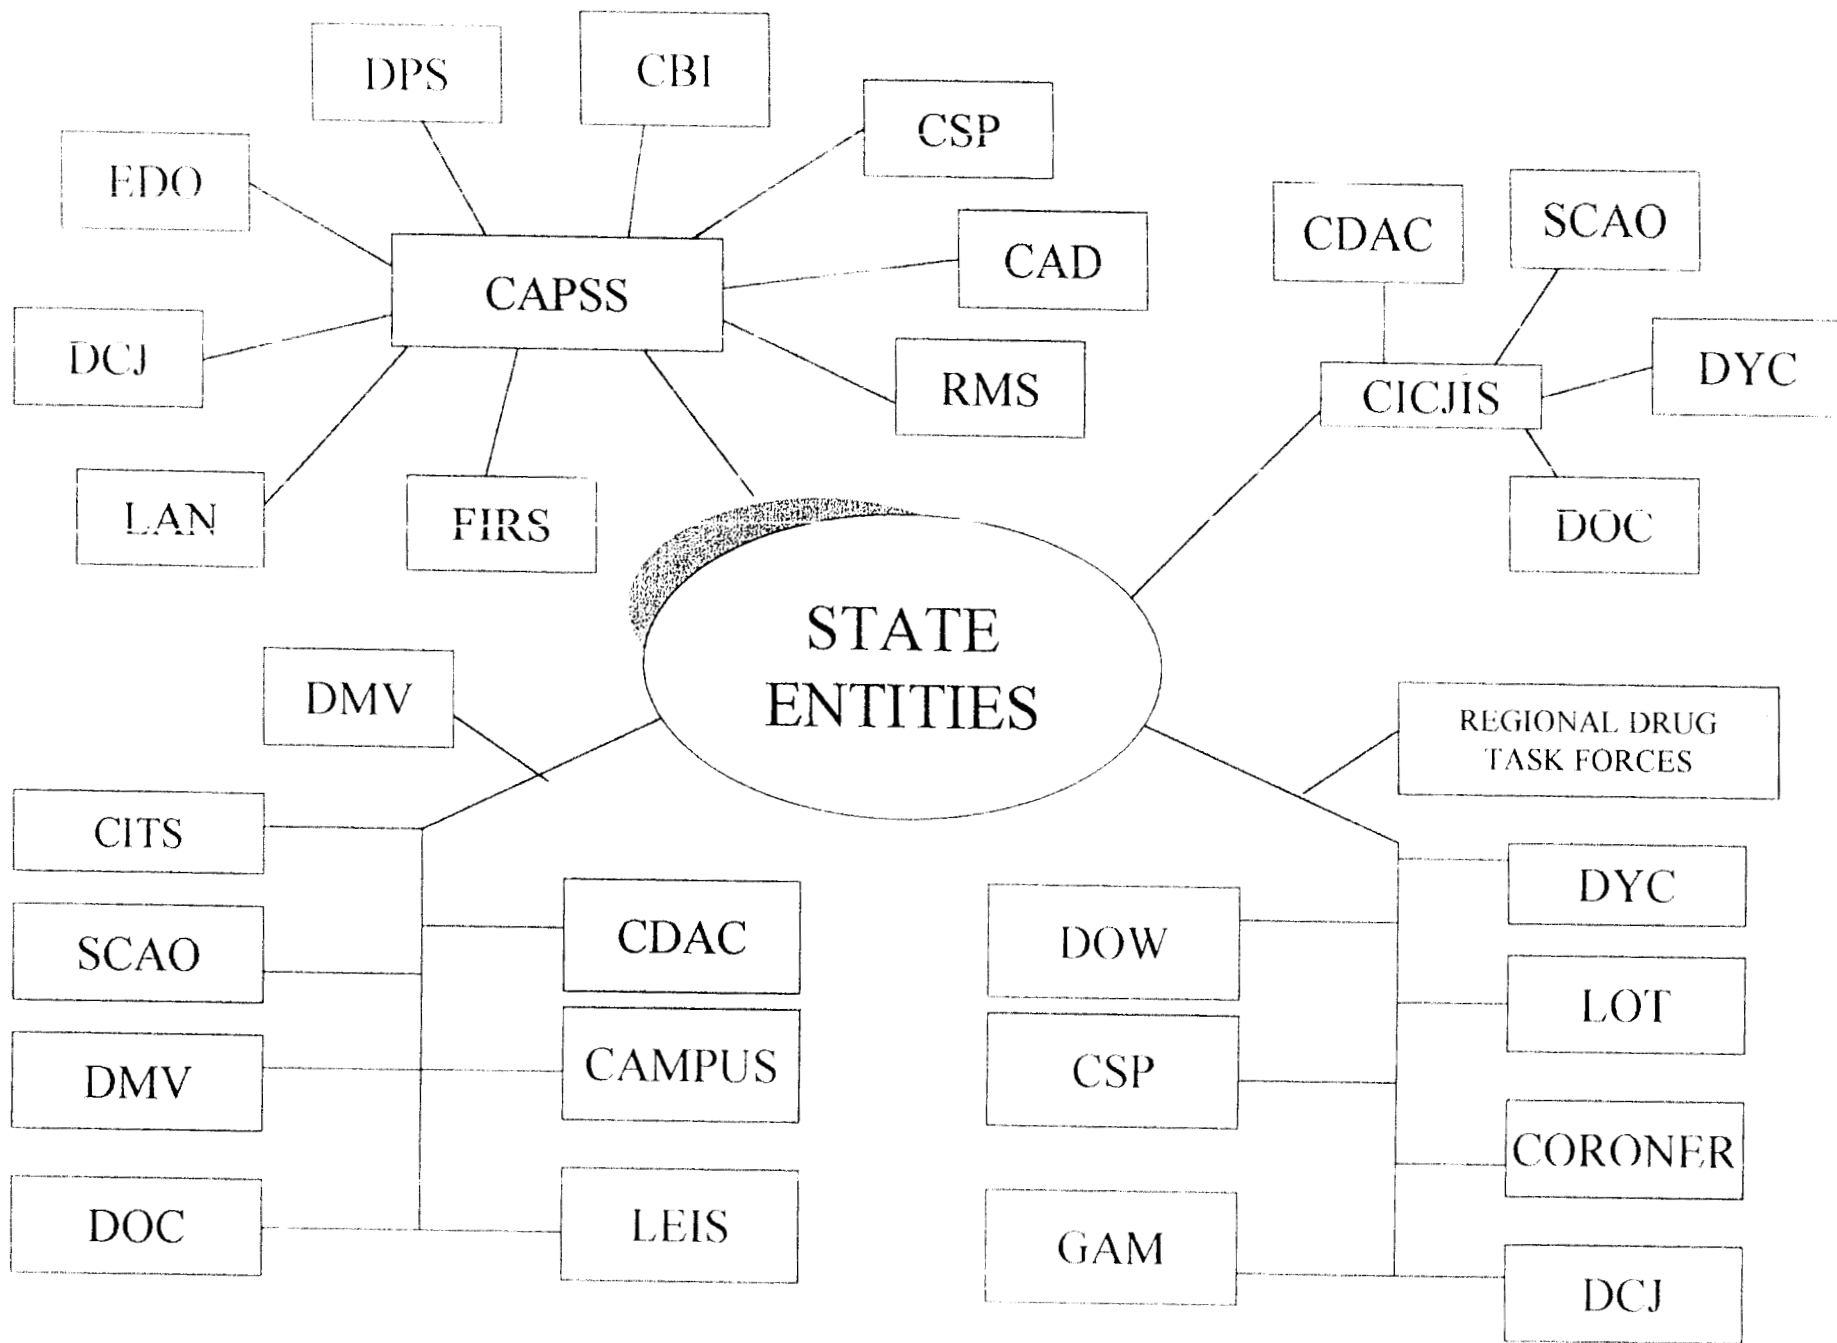 DPS
CBI
CSP
EDO
CAPSS
CAD
DCJ
RMS
LAN
FIRS
CDAC
SCAO
DYC
CICJIS
DOC
STATE
ENTITIES
DMV
REGIONAL DRUG
TASK FORCES
CITS
SCAO
CDAC
DMV
CAMPUS
DOC
LEIS
DOW
DYC
CSP
LOT
CORONER
GAM
DCJ